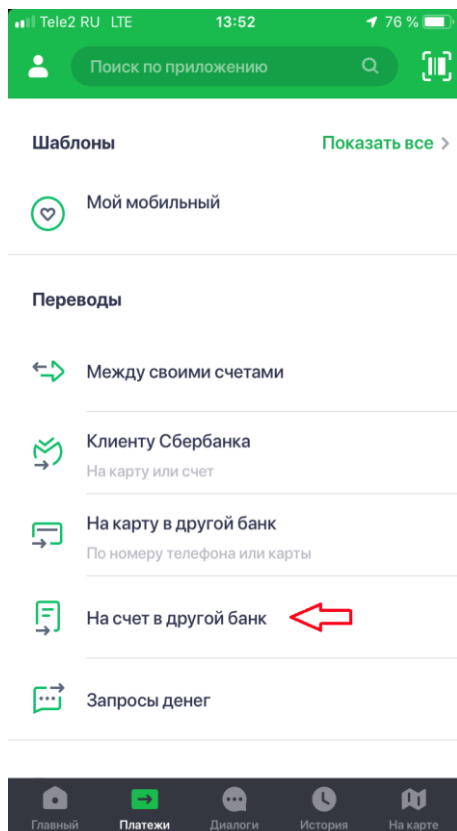 Tele2 RU LTE 13:52 76 %
Поиск по приложению
Шаблоны Показать все
Мой мобильный
Переводы
Между своими счетами
Клиенту Сбербанка
На карту или счет
На карту в другой банк
По номеру телефона или карты
На счет в другой банк
Запросы денег
Главный Платежи Диалоги История На карте